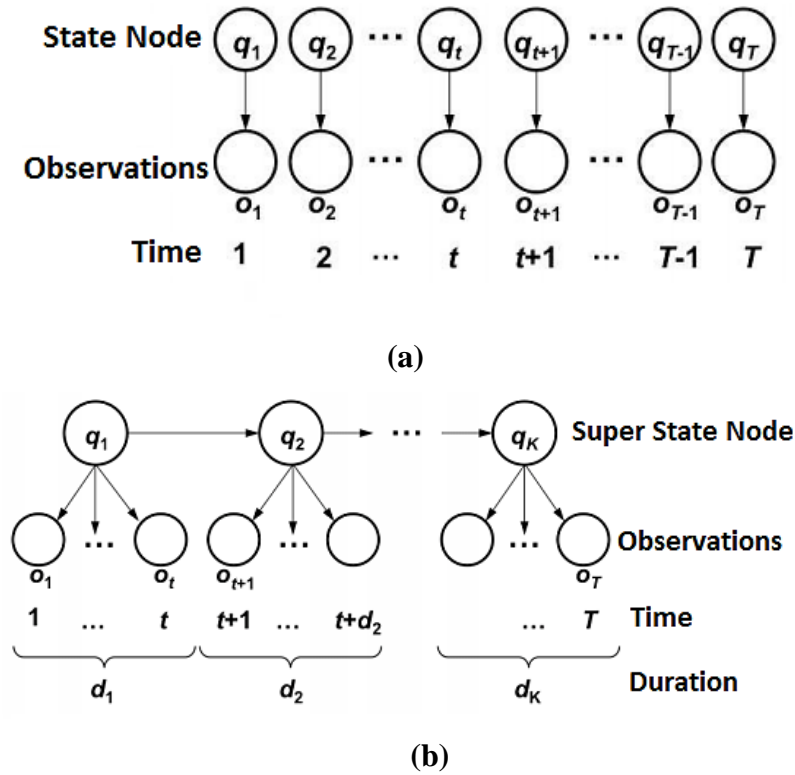 State Node q1 q2 ... qt qt+1 ... qT-1 qT
...
...
Observations
o1 o2 ot ot+1 oT-1 oT
Time 1 2 ... t t+1 ... T-1 T
(a)
q1 q2 ... qK Super State Node
... ... ... Observations
o1 ot ot+1 oT
1 ... t t+1 ... t+d2 ... T Time
d1 d2 dK Duration
(b)